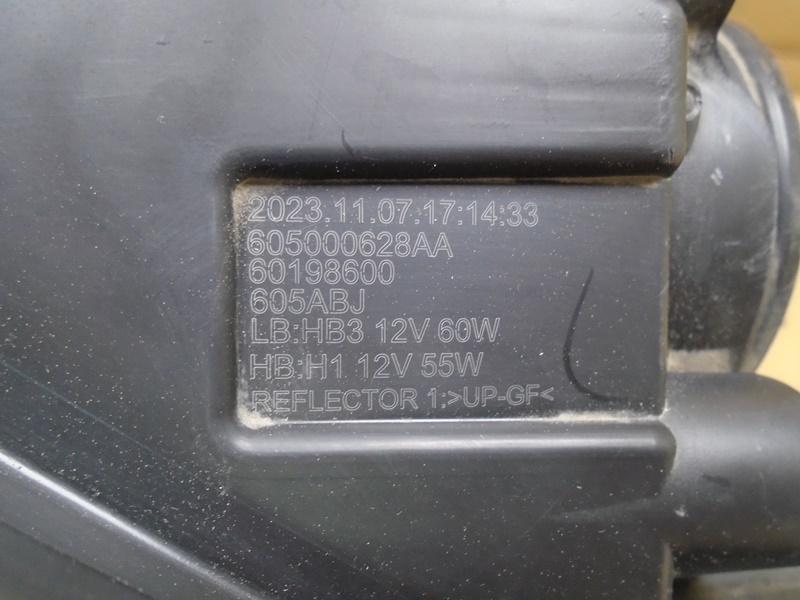 2023.11.07.17:14:33
605000628AA
60198600
605ABJ
LB:HB3 12V 60W
HB:H1 12V 55W
REFLECTOR 1:>UP-GF<